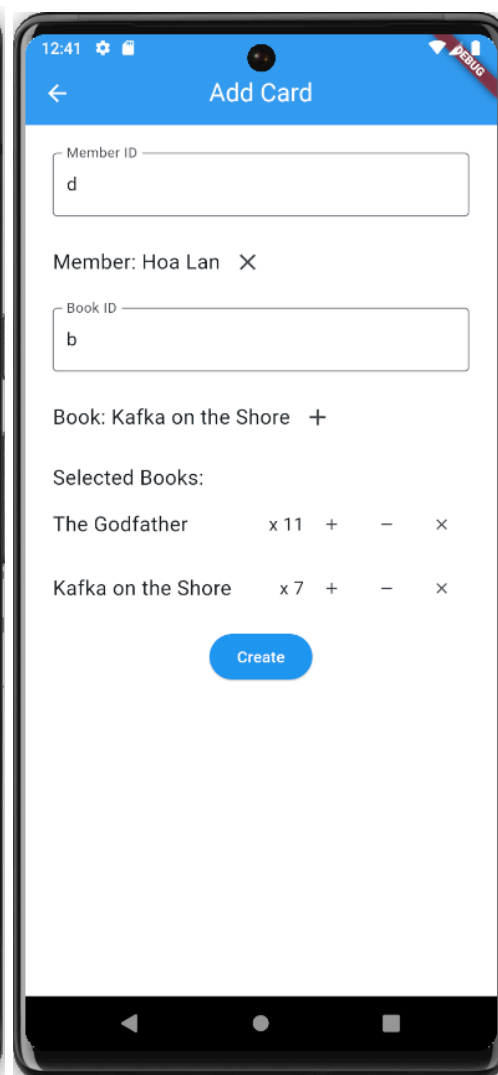 12:41
DEBUG
Add Card
Member ID
d
Member: Hoa Lan ×
Book ID
b
Book: Kafka on the Shore +
Selected Books:
The Godfather x 11 + − ×
Kafka on the Shore x 7 + − ×
Create